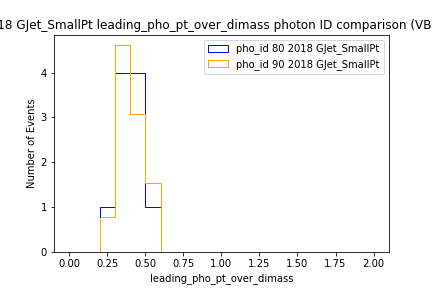 18 GJet_SmallPt leading_pho_pt_over_dimass photon ID comparison (VB
pho_id 80 2018 GJet_SmallPt
pho_id 90 2018 GJet_SmallPt
Number of Events
4
3
2
1
0
0.00 0.25 0.50 0.75 1.00 1.25 1.50 1.75 2.00
leading_pho_pt_over_dimass